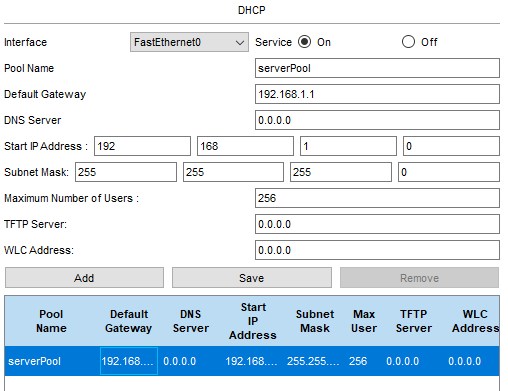 DHCP
Interface FastEthernet0 Service On Off
Pool Name serverPool
Default Gateway 192.168.1.1
DNS Server 0.0.0.0
Start IP Address : 192 168 1 0
Subnet Mask: 255 255 255 0
Maximum Number of Users : 256
TFTP Server: 0.0.0.0
WLC Address: 0.0.0.0
Add Save Remove
Pool Name Default Gateway DNS Server Start IP Address Subnet Mask Max User TFTP Server WLC Address
serverPool 192.168.... 0.0.0.0 192.168.... 255.255.... 256 0.0.0.0 0.0.0.0